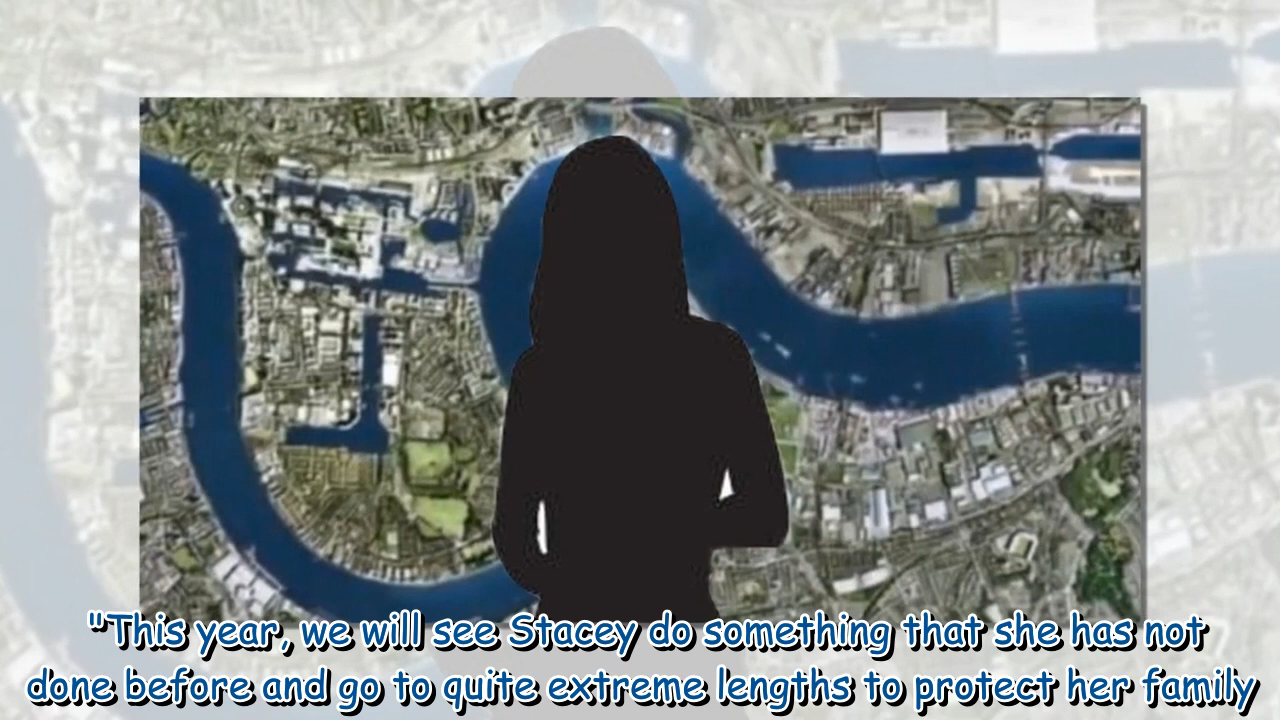 "This year, we will see Stacey do something that she has not
done before and go to quite extreme lengths to protect her family